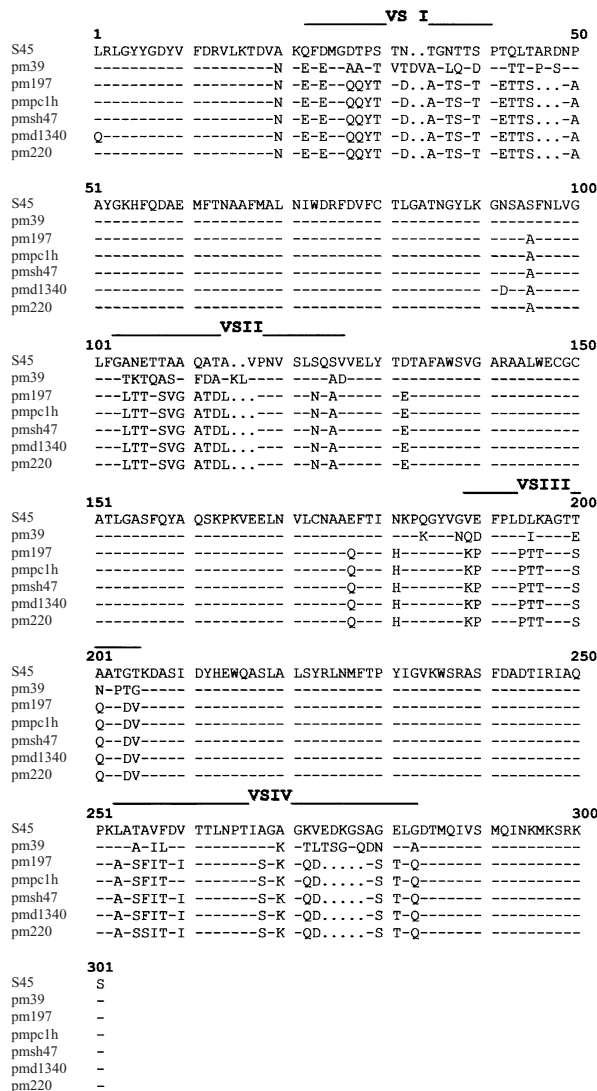 VS I
1 50
S45 LRLGYYGDYV FDRVLKTDVA KQFDMGDTPS TN..TGNTTS PTQLTARDNP
pm39 ---------- ---------N -E-E--AA-T VTDVA-LQ-D --TT-P-S--
pm197 ---------- ---------N -E-E--QQYT -D..A-TS-T -ETTS...-A
pmpc1h ---------- ---------N -E-E--QQYT -D..A-TS-T -ETTS...-A
pmsh47 ---------- ---------N -E-E--QQYT -D..A-TS-T -ETTS...-A
pmd1340 Q--------- ---------N -E-E--QQYT -D..A-TS-T -ETTS...-A
pm220 ---------- ---------N -E-E--QQYT -D..A-TS-T -ETTS...-A
51 100
S45 AYGKHFQDAE MFTNAAFMAL NIWDRFDVFC TLGATNGYLK GNSASFNLVG
pm39 ---------- ---------- ---------- ---------- ----------
pm197 ---------- ---------- ---------- ---------- ----A-----
pmpc1h ---------- ---------- ---------- ---------- ----A-----
pmsh47 ---------- ---------- ---------- ---------- ----A-----
pmd1340 ---------- ---------- ---------- ---------- -D--A-----
pm220 ---------- ---------- ---------- ---------- ----A-----
VSII
101 150
S45 LFGANETTAA QATA..VPNV SLSQSVVELY TDTAFAWSVG ARAALWECGC
pm39 ---TKTQAS- FDA-KL---- ----AD---- ---------- ----------
pm197 ---LTT-SVG ATDL...--- --N-A----- -E-------- ----------
pmpc1h ---LTT-SVG ATDL...--- --N-A----- -E-------- ----------
pmsh47 ---LTT-SVG ATDL...--- --N-A----- -E-------- ----------
pmd1340 ---LTT-SVG ATDL...--- --N-A----- -E-------- ----------
pm220 ---LTT-SVG ATDL...--- --N-A----- -E-------- ----------
VSIII
151 200
S45 ATLGASFQYA QSKPKVEELN VLCNAAEFTI NKPQGYVGVE FPLDLKAGTT
pm39 ---------- ---------- ---------- ---K---NQD ----I----E
pm197 ---------- ---------- ------Q--- H-------KP ---PTT---S
pmpc1h ---------- ---------- ------Q--- H-------KP ---PTT---S
pmsh47 ---------- ---------- ------Q--- H-------KP ---PTT---S
pmd1340 ---------- ---------- ------Q--- H-------KP ---PTT---S
pm220 ---------- ---------- ------Q--- H-------KP ---PTT---S
201 250
S45 AATGTKDASI DYHEWQASLA LSYRLNMFTP YIGVKWSRAS FDADTIRIAQ
pm39 N-PTG----- ---------- ---------- ---------- ----------
pm197 Q--DV----- ---------- ---------- ---------- ----------
pmpc1h Q--DV----- ---------- ---------- ---------- ----------
pmsh47 Q--DV----- ---------- ---------- ---------- ----------
pmd1340 Q--DV----- ---------- ---------- ---------- ----------
pm220 Q--DV----- ---------- ---------- ---------- ----------
VSIV
251 300
S45 PKLATAVFDV TTLNPTIAGA GKVEDKGSAG ELGDTMQIVS MQINKMKSRK
pm39 ----A-IL-- ---------K -TLTSG-QDN --A------- ----------
pm197 --A-SFIT-I -------S-K -QD.....-S T-Q------- ----------
pmpc1h --A-SFIT-I -------S-K -QD.....-S T-Q------- ----------
pmsh47 --A-SFIT-I -------S-K -QD.....-S T-Q------- ----------
pmd1340 --A-SFIT-I -------S-K -QD.....-S T-Q------- ----------
pm220 --A-SSIT-I -------S-K -QD.....-S T-Q------- ----------
301
S45 S
pm39 -
pm197 -
pmpc1h -
pmsh47 -
pmd1340 -
pm220 -